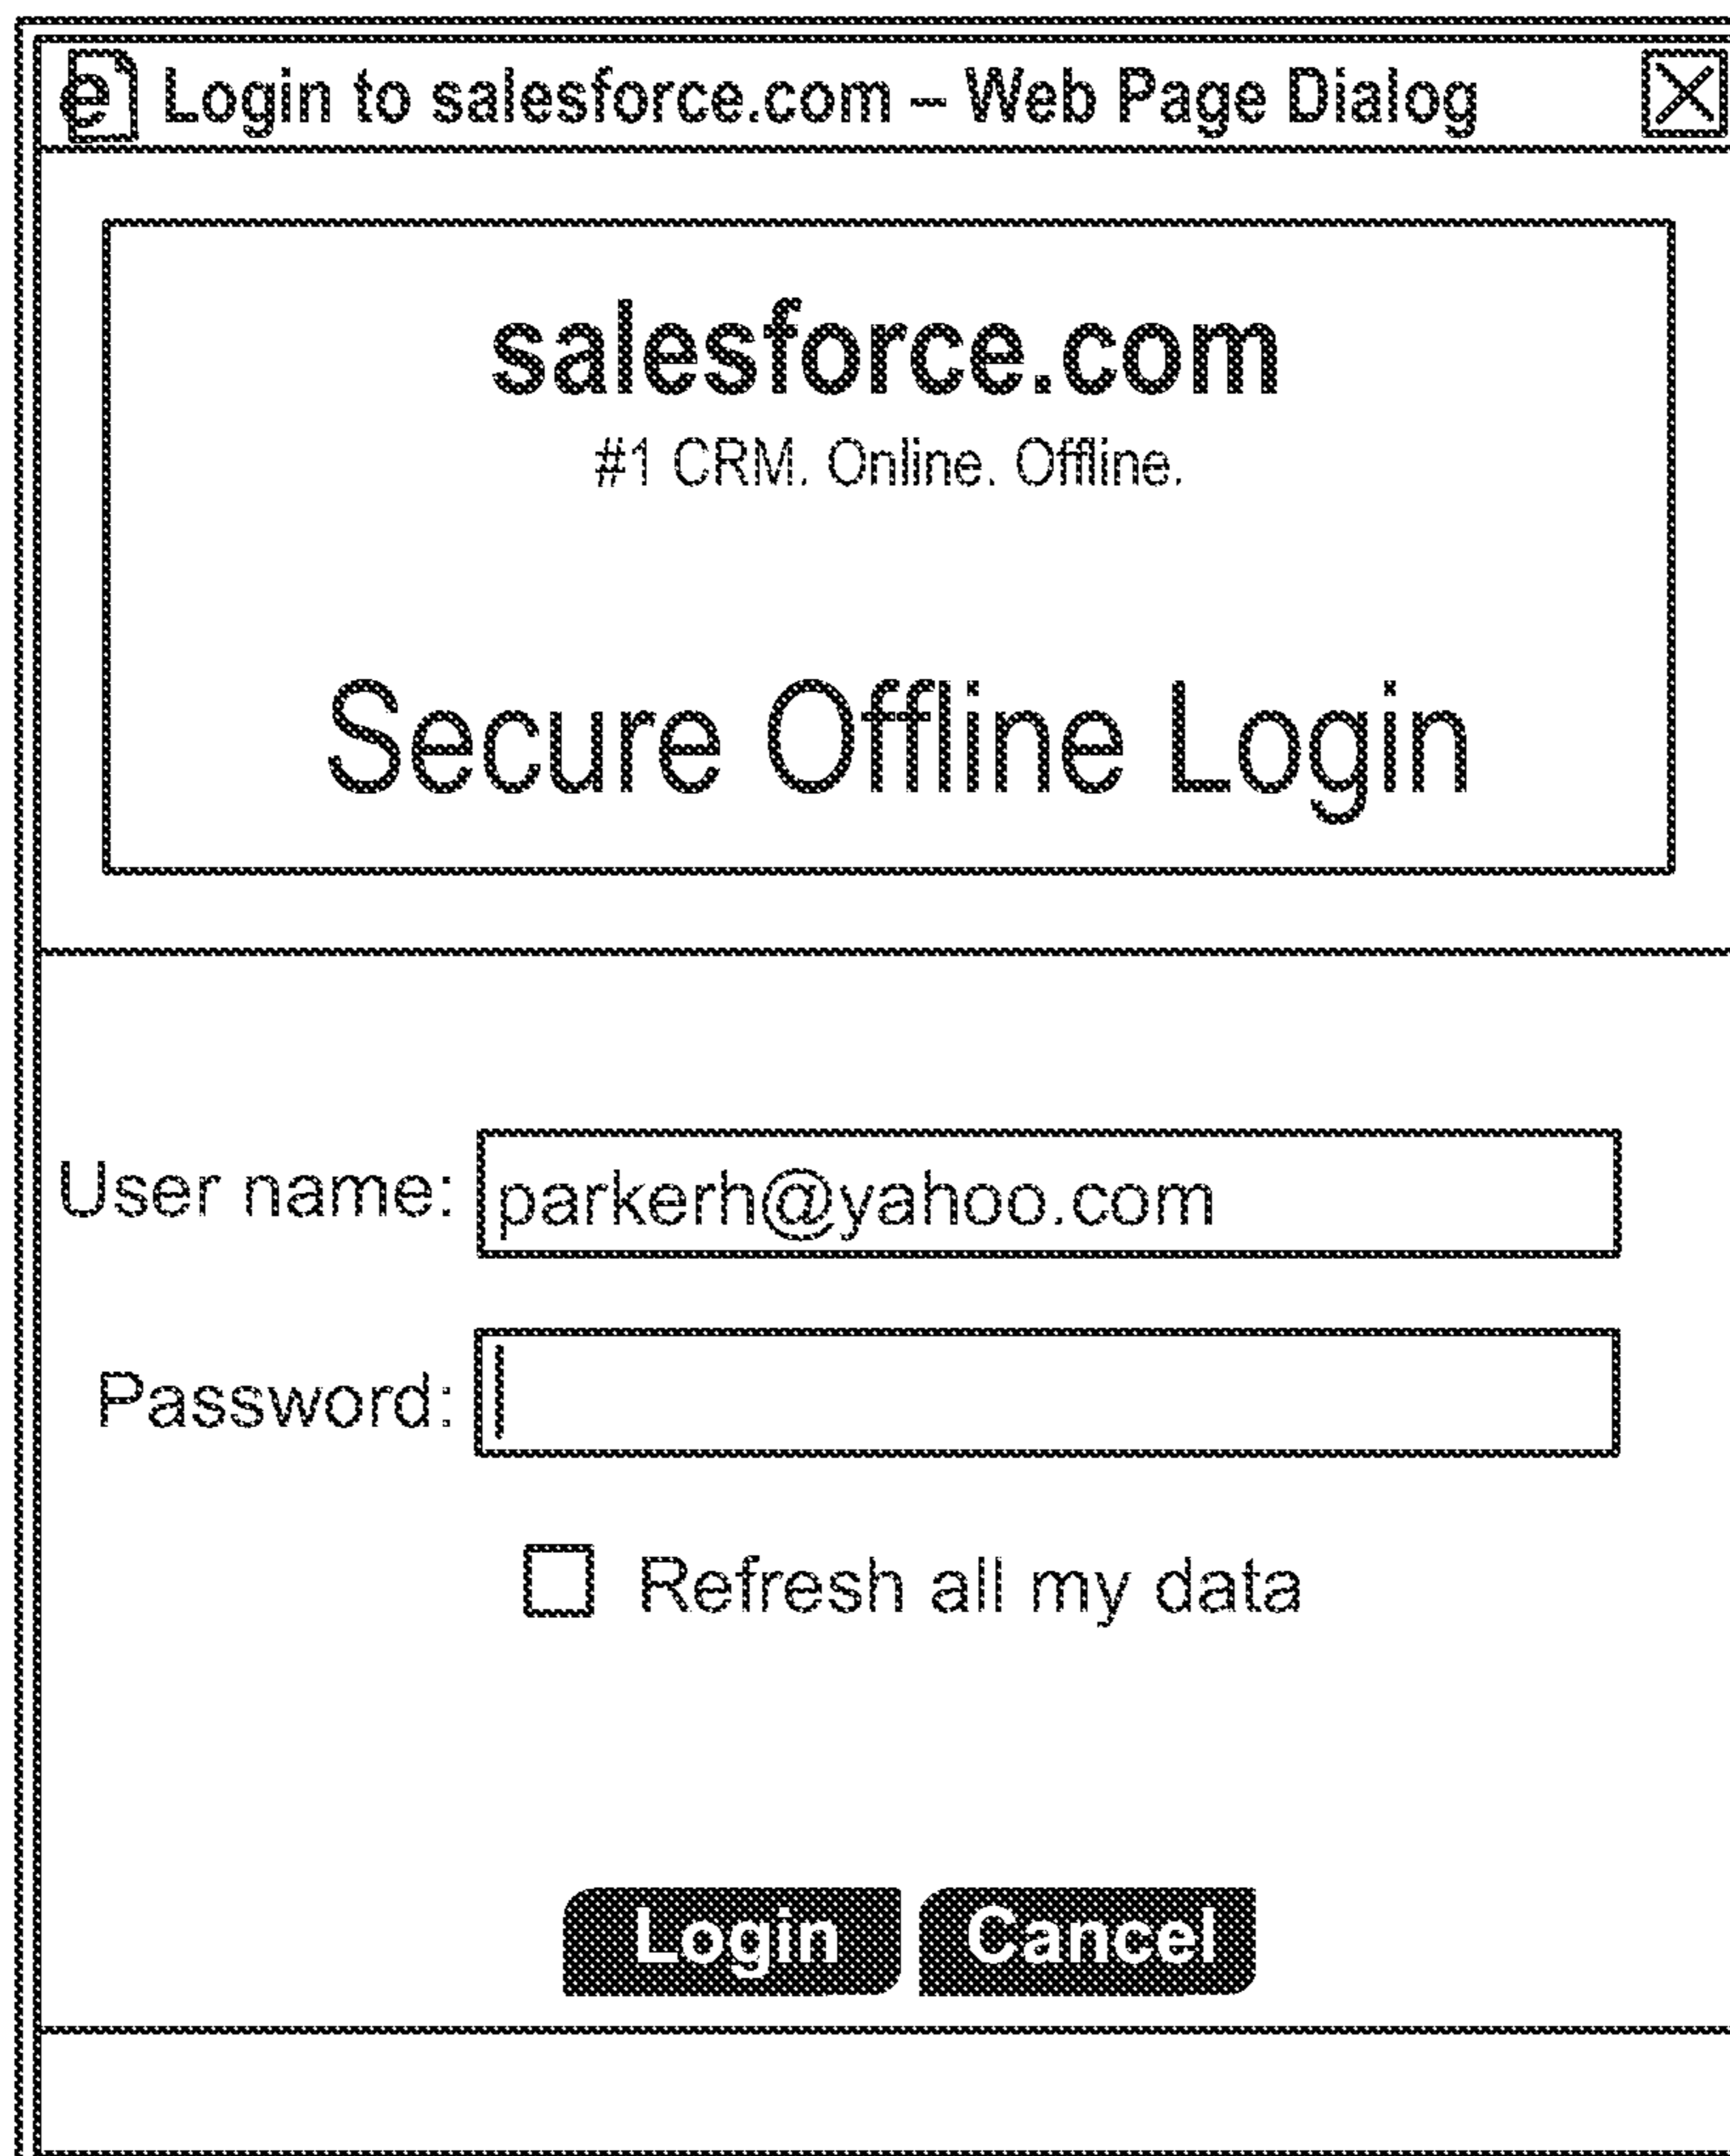 Login to salesforce.com -- Web Page Dialog
salesforce.com
#1 CRM. Online. Offline.
Secure Offline Login
User name: parkerh@yahoo.com
Password:
Refresh all my data
Login Cancel